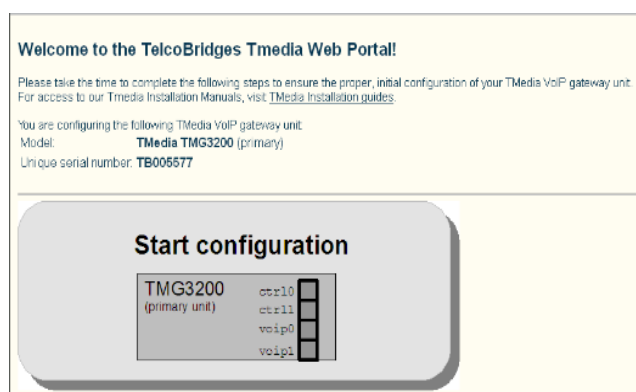 Welcome to the TelcoBridges Tmedia Web Portal!
Please take the time to complete the following steps to ensure the proper, initial configuration of your TMedia VoIP gateway unit.
For access to our Tmedia Installation Manuals, visit TMedia Installation guides.
You are configuring the following TMedia VoIP gateway unit:
Model: TMedia TMG3200 (primary)
Unique serial number: TB005577
Start configuration
TMG3200
(primary unit)
ctrl0
ctrl1
voip0
voip1